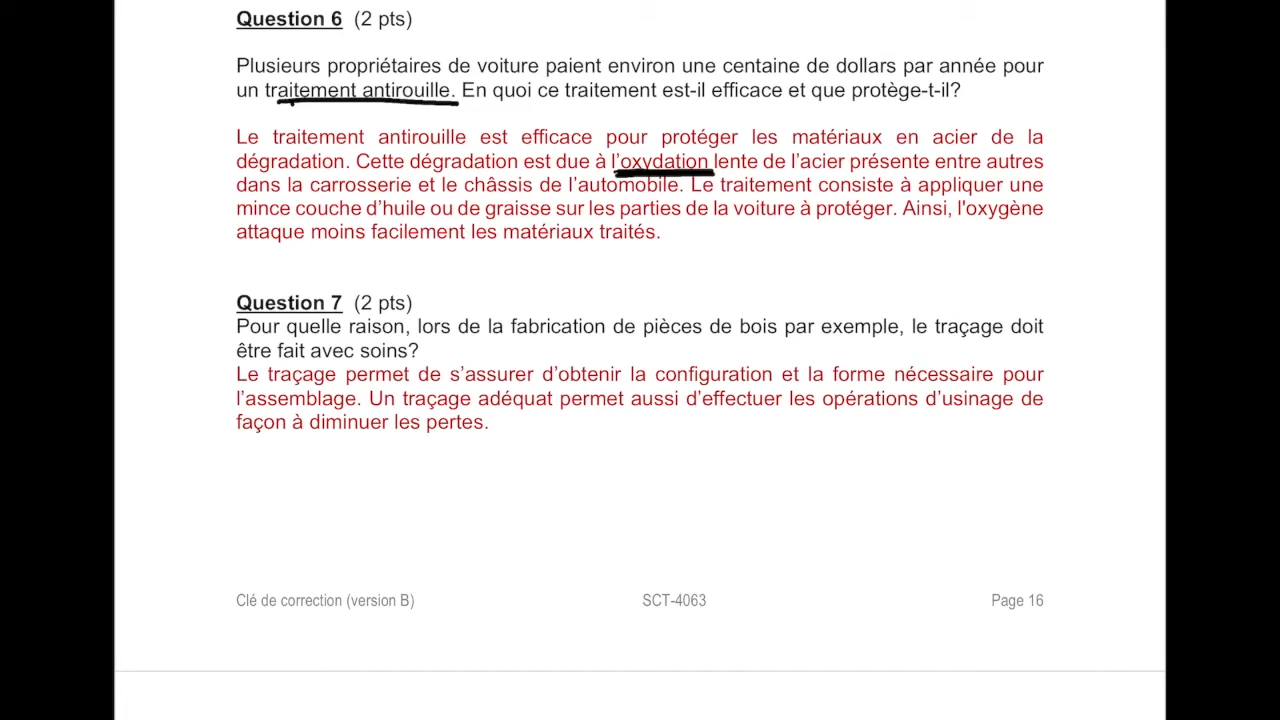 Question 6 (2 pts)
Plusieurs propriétaires de voiture paient environ une centaine de dollars par année pour
un traitement antirouille. En quoi ce traitement est-il efficace et que protège-t-il?
Le traitement antirouille est efficace pour protéger les matériaux en acier de la
dégradation. Cette dégradation est due à l’oxydation lente de l’acier présente entre autres
dans la carrosserie et le châssis de l’automobile. Le traitement consiste à appliquer une
mince couche d’huile ou de graisse sur les parties de la voiture à protéger. Ainsi, l'oxygène
attaque moins facilement les matériaux traités.
Question 7 (2 pts)
Pour quelle raison, lors de la fabrication de pièces de bois par exemple, le traçage doit
être fait avec soins?
Le traçage permet de s’assurer d’obtenir la configuration et la forme nécessaire pour
l’assemblage. Un traçage adéquat permet aussi d’effectuer les opérations d’usinage de
façon à diminuer les pertes.
Clé de correction (version B) SCT-4063 Page 16